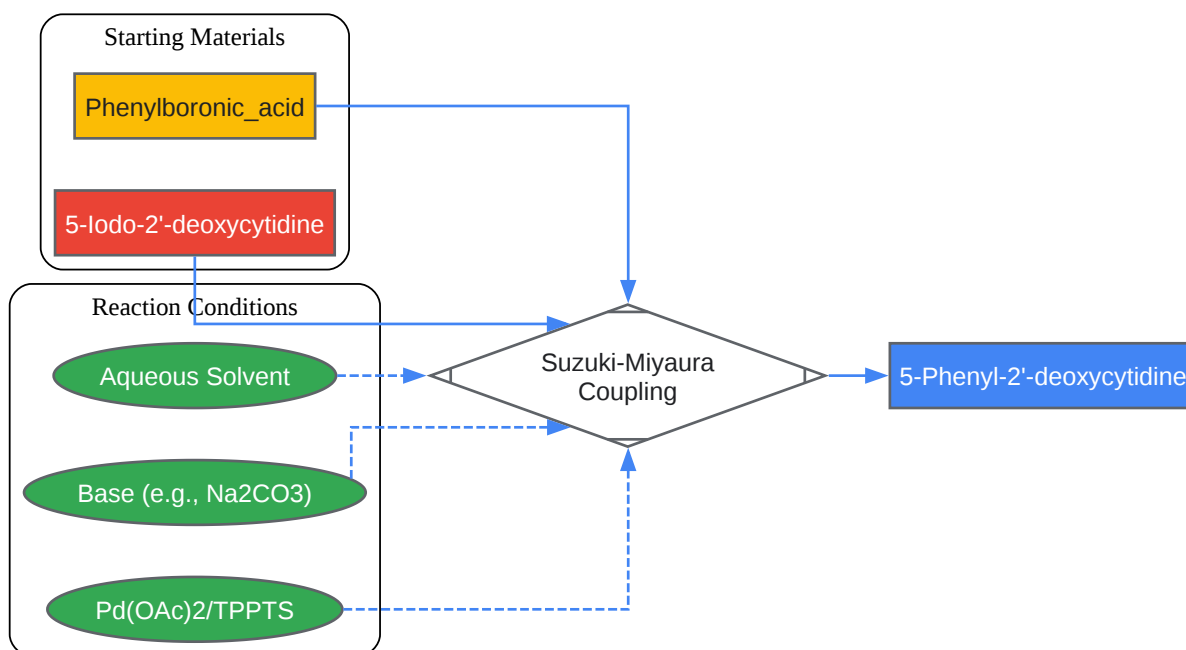 Starting Materials
Phenylboronic_acid
5-Iodo-2'-deoxycytidine
Reaction Conditions
Aqueous Solvent
Base (e.g., Na2CO3)
Pd(OAc)2/TPPTS
Suzuki-Miyaura
Coupling
5-Phenyl-2'-deoxycytidine